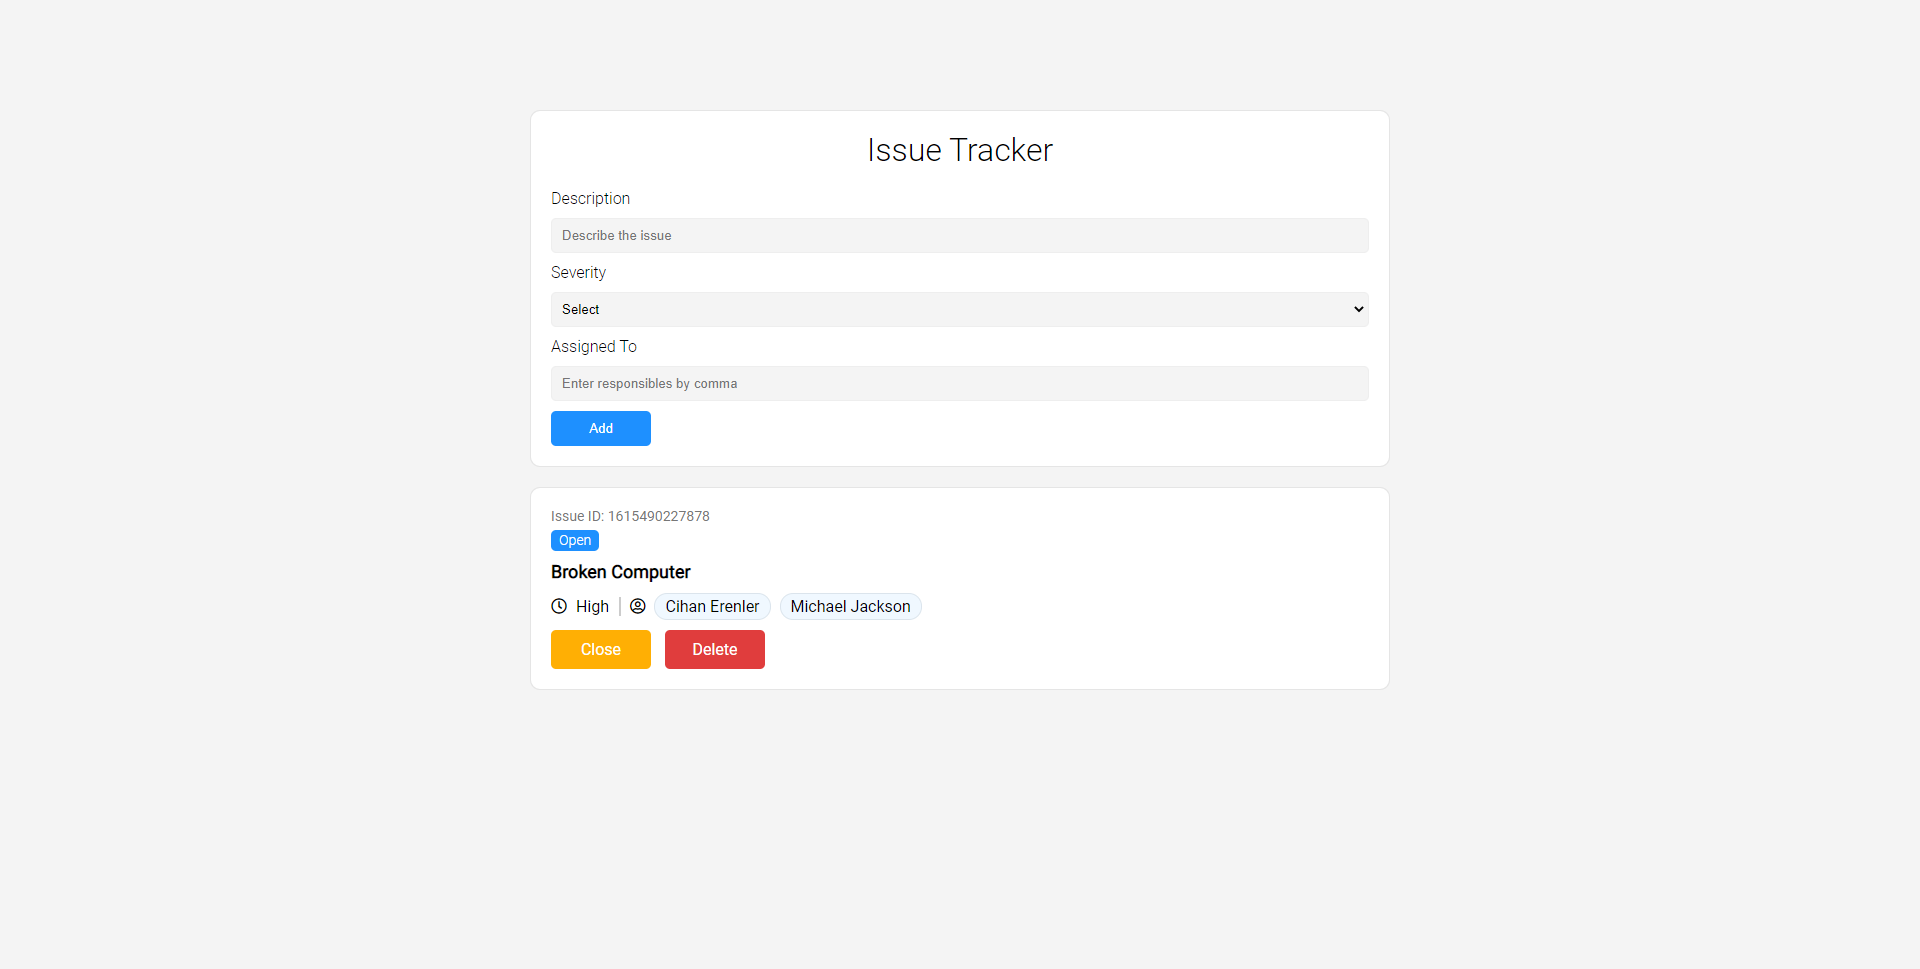 Issue Tracker
Description
Describe the issue
Severity
Select
Assigned To
Enter responsibles by comma
Add
Issue ID: 1615490227878
Open
Broken Computer
High Cihan Erenler Michael Jackson
Close Delete